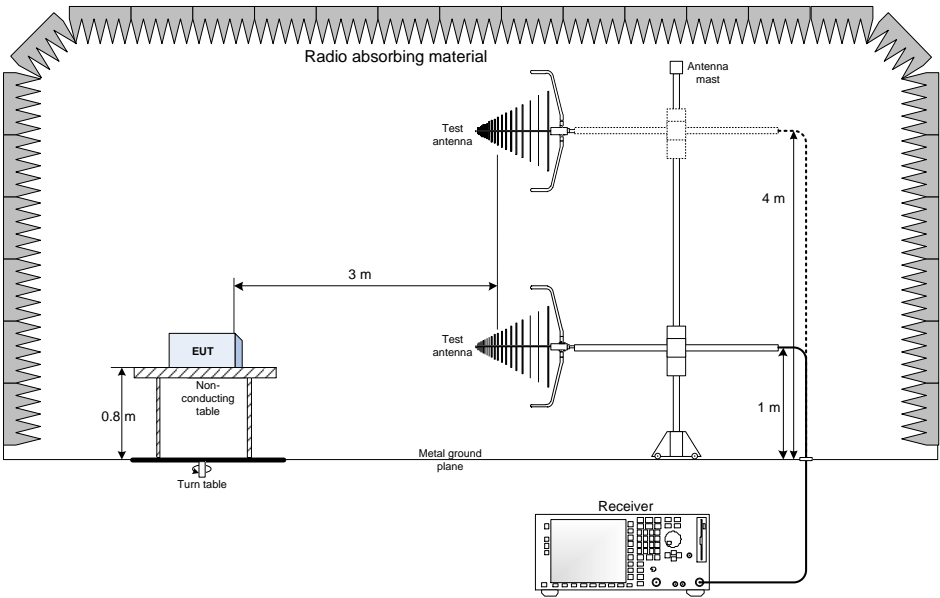 Radio absorbing material
Antenna
mast
Test
antenna
4 m
3 m
Test
antenna
EUT
Non-
conducting
table
0.8 m
1 m
Metal ground
plane
Turn table
Receiver